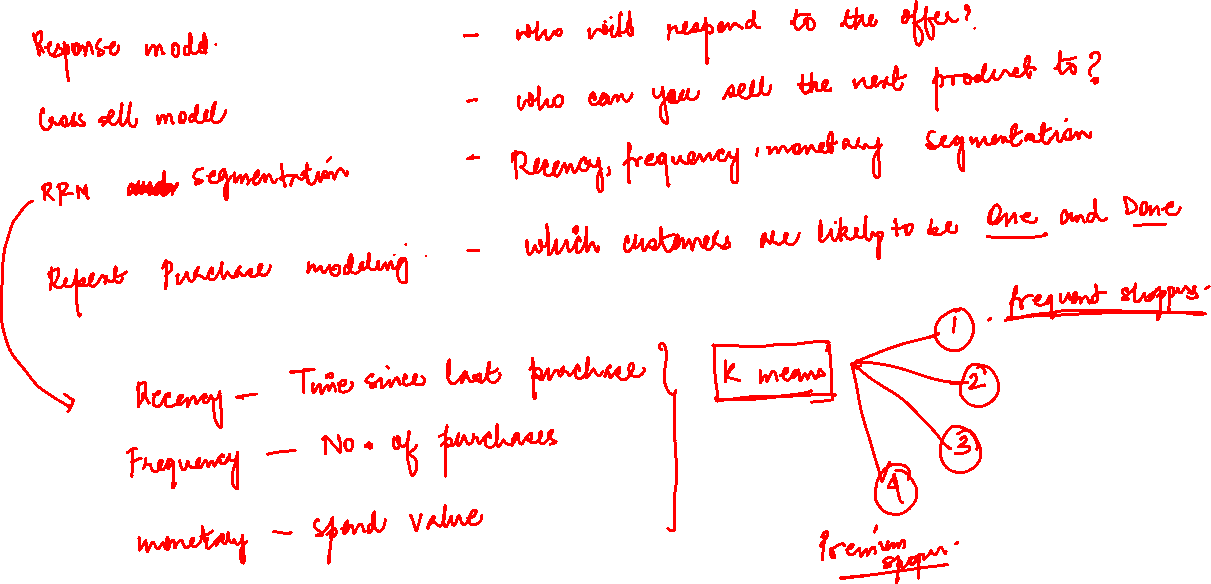 Response model - who will respond to the offer?
Cross sell model - who can you sell the next product to?
RFM segmentation - Recency, frequency, monetary segmentation
Repeat Purchase modeling - which customers are likely to be One and Done
Recency - Time since last purchase
Frequency - No. of purchases
monetary - spend value
K means
1 . frequent shoppers.
2
3
4
Premium